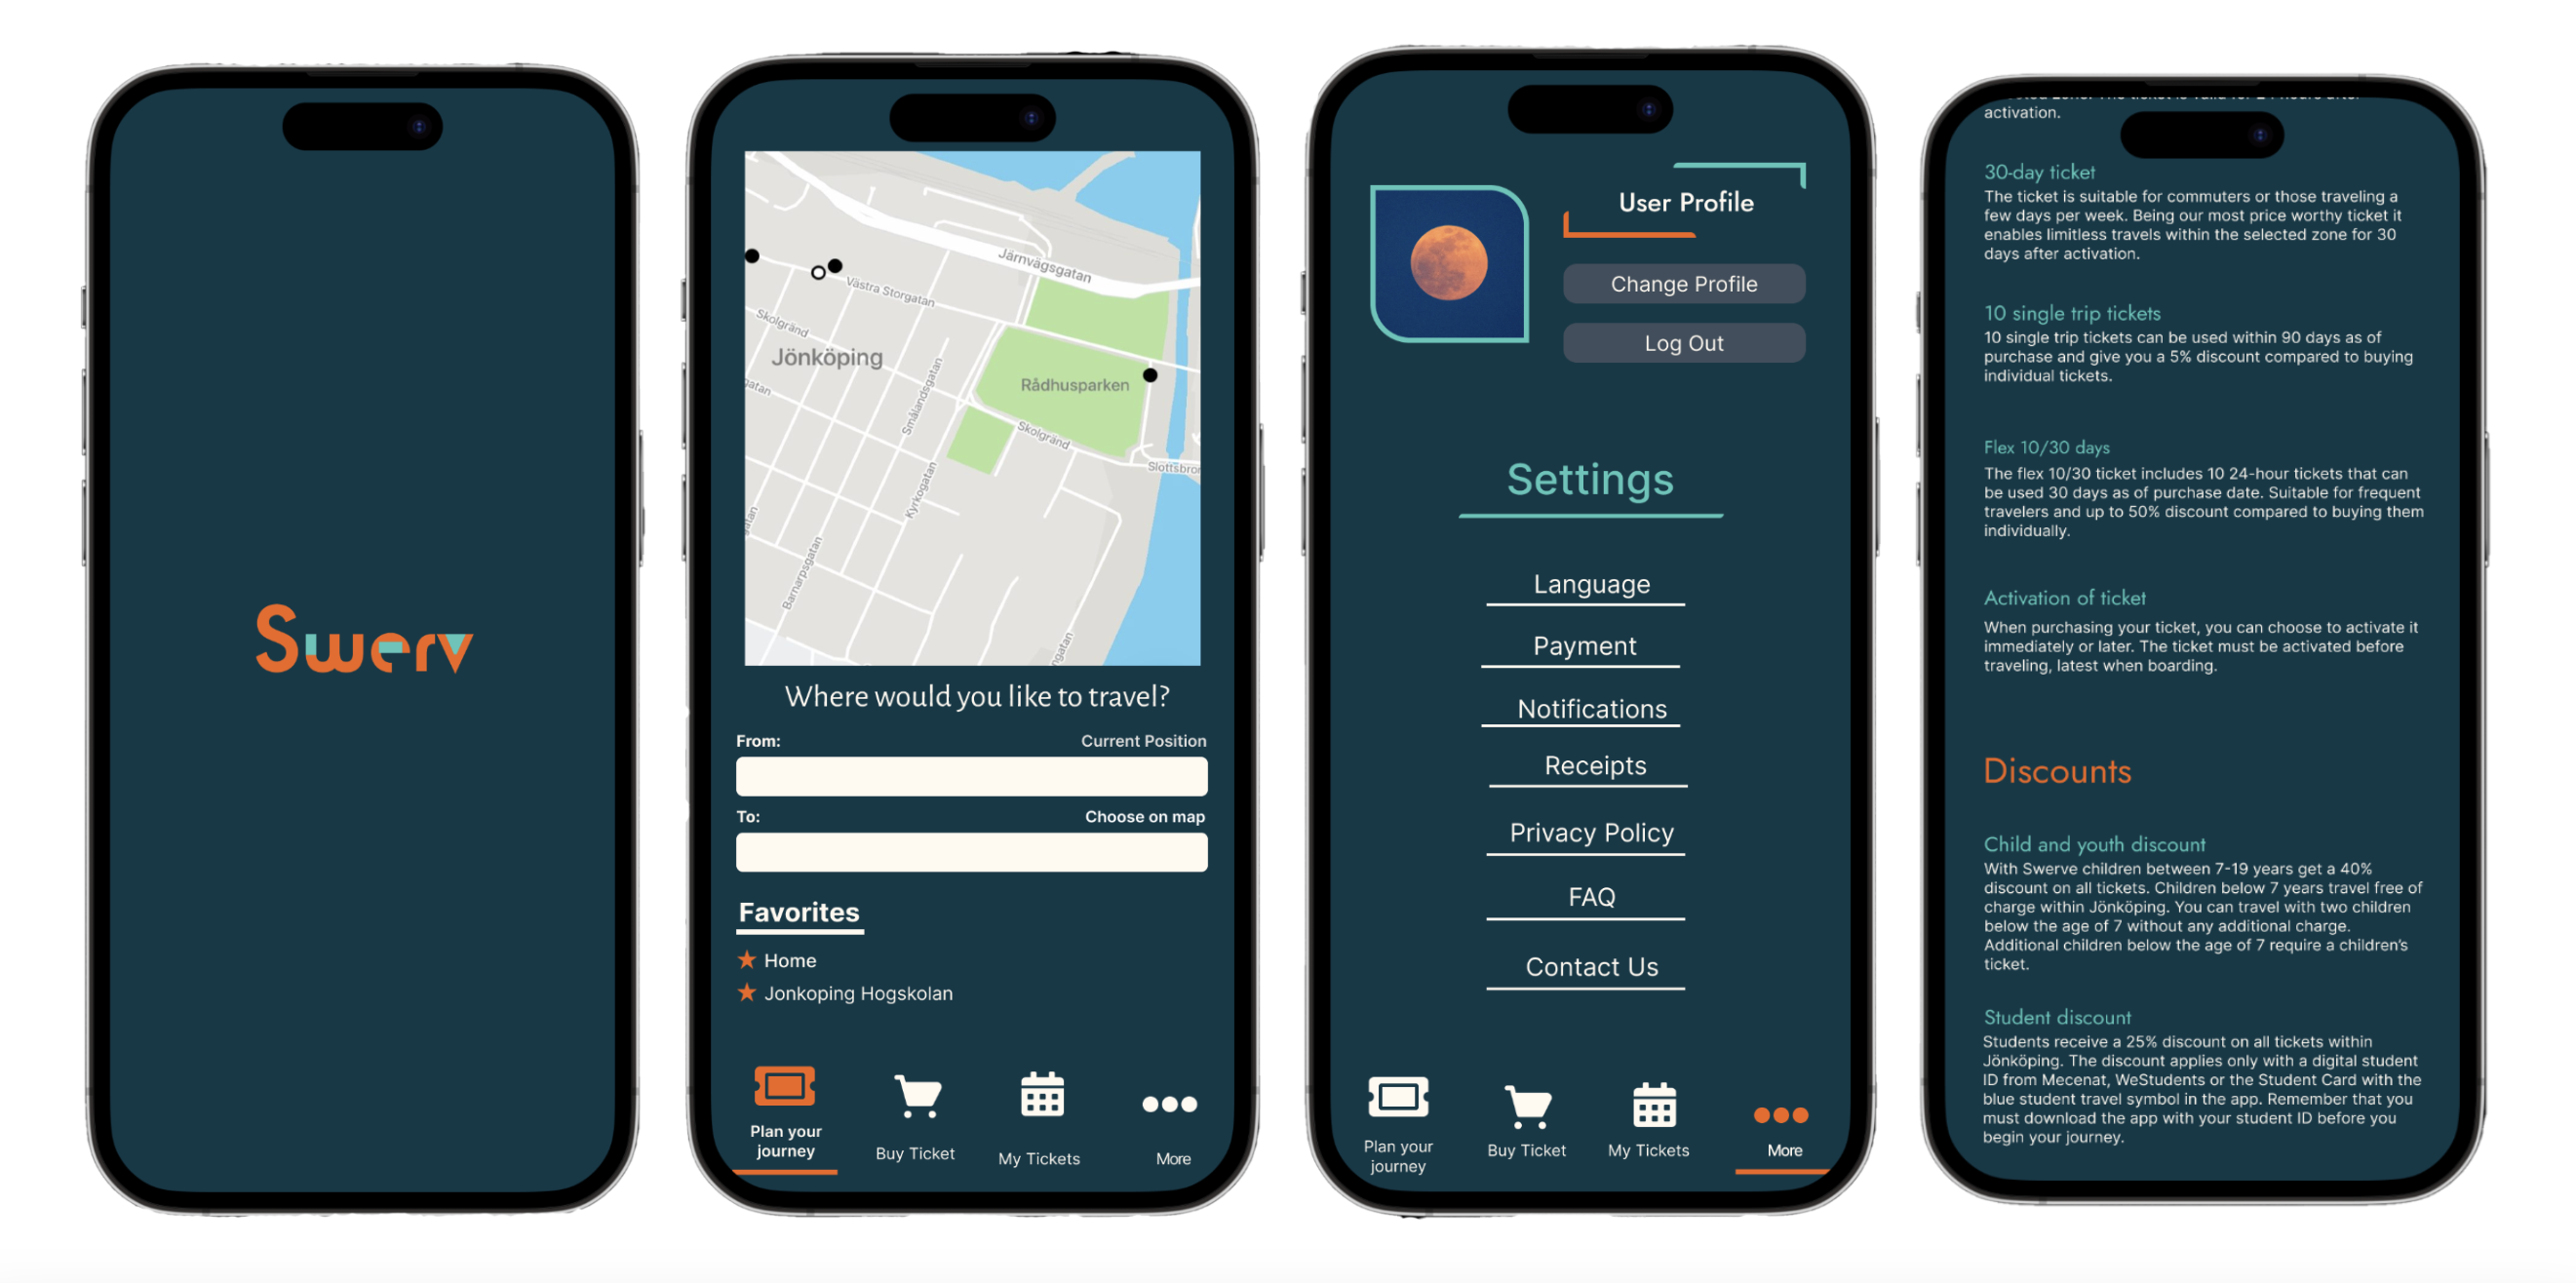 Swerv
Järnvägsgatan
Västra Storgatan
Skolgränd
Jönköping
gatan
Smålandsgatan
Rådhusparken
Skolgränd
Slottsbron
Kyrkogatan
Barnarpsgatan
ngatan
Where would you like to travel?
From: Current Position
To: Choose on map
Favorites
★ Home
★ Jonkoping Hogskolan
Plan your
journey
Buy Ticket
My Tickets
More
User Profile
Change Profile
Log Out
Settings
Language
Payment
Notifications
Receipts
Privacy Policy
FAQ
Contact Us
Plan your
journey
Buy Ticket
My Tickets
More
activation.
30-day ticket
The ticket is suitable for commuters or those traveling a
few days per week. Being our most price worthy ticket it
enables limitless travels within the selected zone for 30
days after activation.
10 single trip tickets
10 single trip tickets can be used within 90 days as of
purchase and give you a 5% discount compared to buying
individual tickets.
Flex 10/30 days
The flex 10/30 ticket includes 10 24-hour tickets that can
be used 30 days as of purchase date. Suitable for frequent
travelers and up to 50% discount compared to buying them
individually.
Activation of ticket
When purchasing your ticket, you can choose to activate it
immediately or later. The ticket must be activated before
traveling, latest when boarding.
Discounts
Child and youth discount
With Swerve children between 7-19 years get a 40%
discount on all tickets. Children below 7 years travel free of
charge within Jönköping. You can travel with two children
below the age of 7 without any additional charge.
Additional children below the age of 7 require a children's
ticket.
Student discount
Students receive a 25% discount on all tickets within
Jönköping. The discount applies only with a digital student
ID from Mecenat, WeStudents or the Student Card with the
blue student travel symbol in the app. Remember that you
must download the app with your student ID before you
begin your journey.